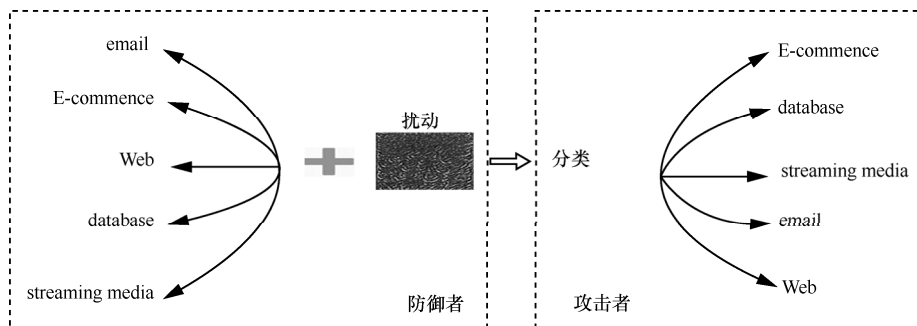 email
E-commence
Web
database
streaming media
扰动
防御者
分类
E-commence
database
streaming media
email
Web
攻击者